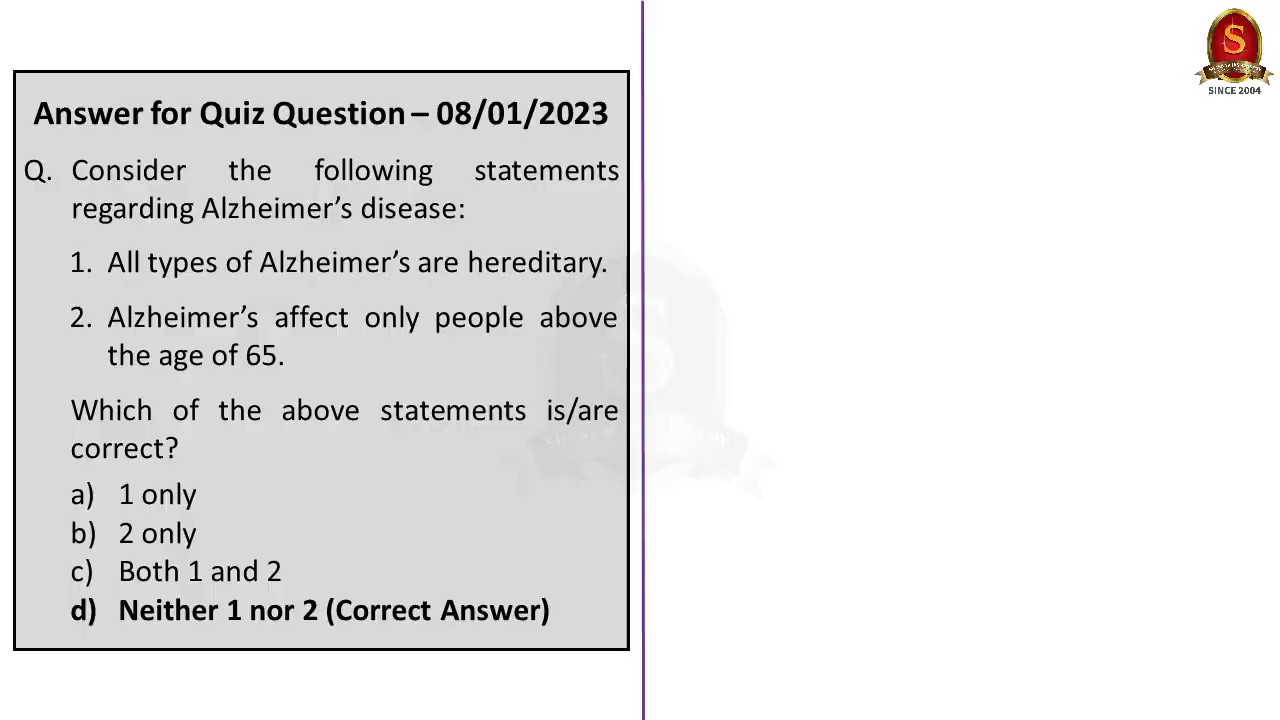 Answer for Quiz Question – 08/01/2023
Q. Consider the following statements
regarding Alzheimer’s disease:
1. All types of Alzheimer’s are hereditary.
2. Alzheimer’s affect only people above
the age of 65.
Which of the above statements is/are
correct?
a) 1 only
b) 2 only
c) Both 1 and 2
d) Neither 1 nor 2 (Correct Answer)
S
SINCE 2004